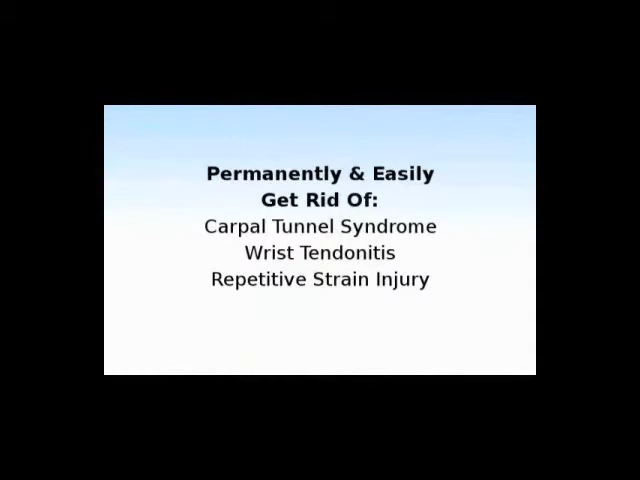 Permanently & Easily
Get Rid Of:
Carpal Tunnel Syndrome
Wrist Tendonitis
Repetitive Strain Injury